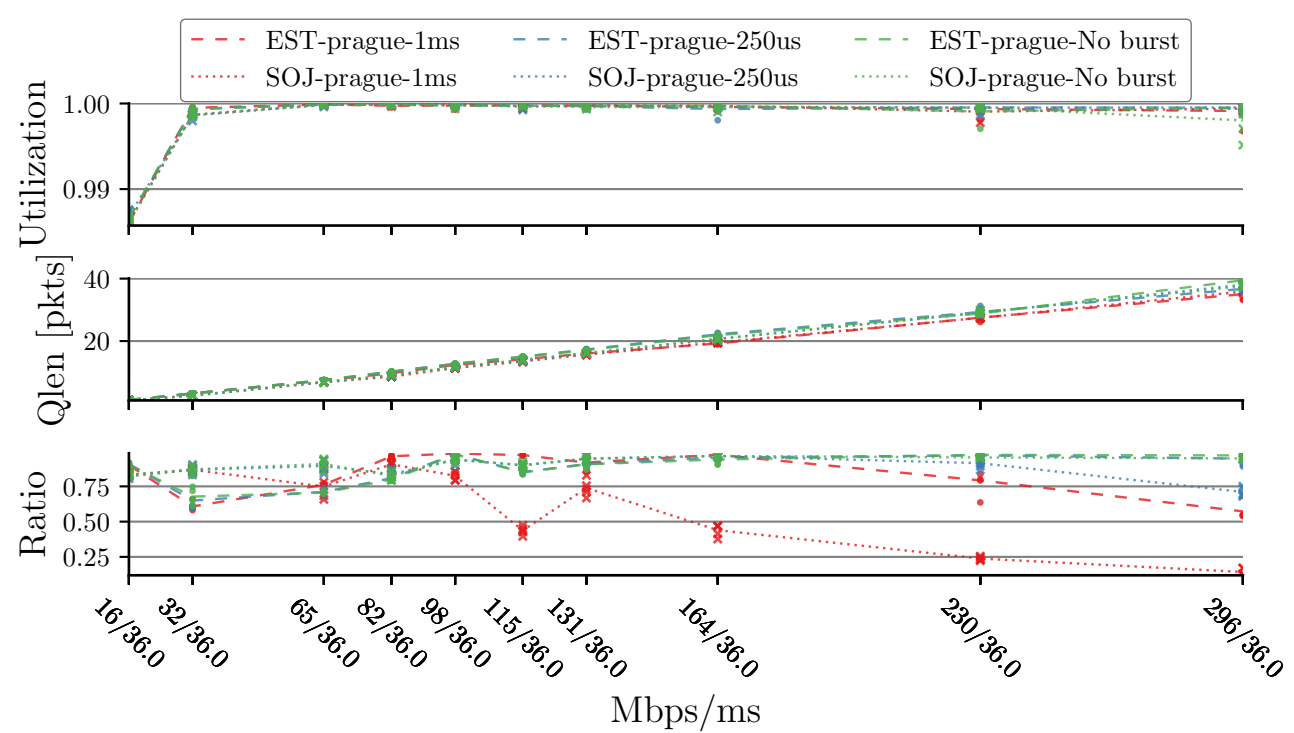 EST-prague-1ms EST-prague-250us EST-prague-No burst
SOJ-prague-1ms SOJ-prague-250us SOJ-prague-No burst
Utilization
1.00
0.99
Qlen [pkts]
40
20
Ratio
0.75
0.50
0.25
16/36.0 32/36.0 65/36.0 82/36.0 98/36.0 115/36.0 131/36.0 164/36.0 230/36.0 296/36.0
Mbps/ms